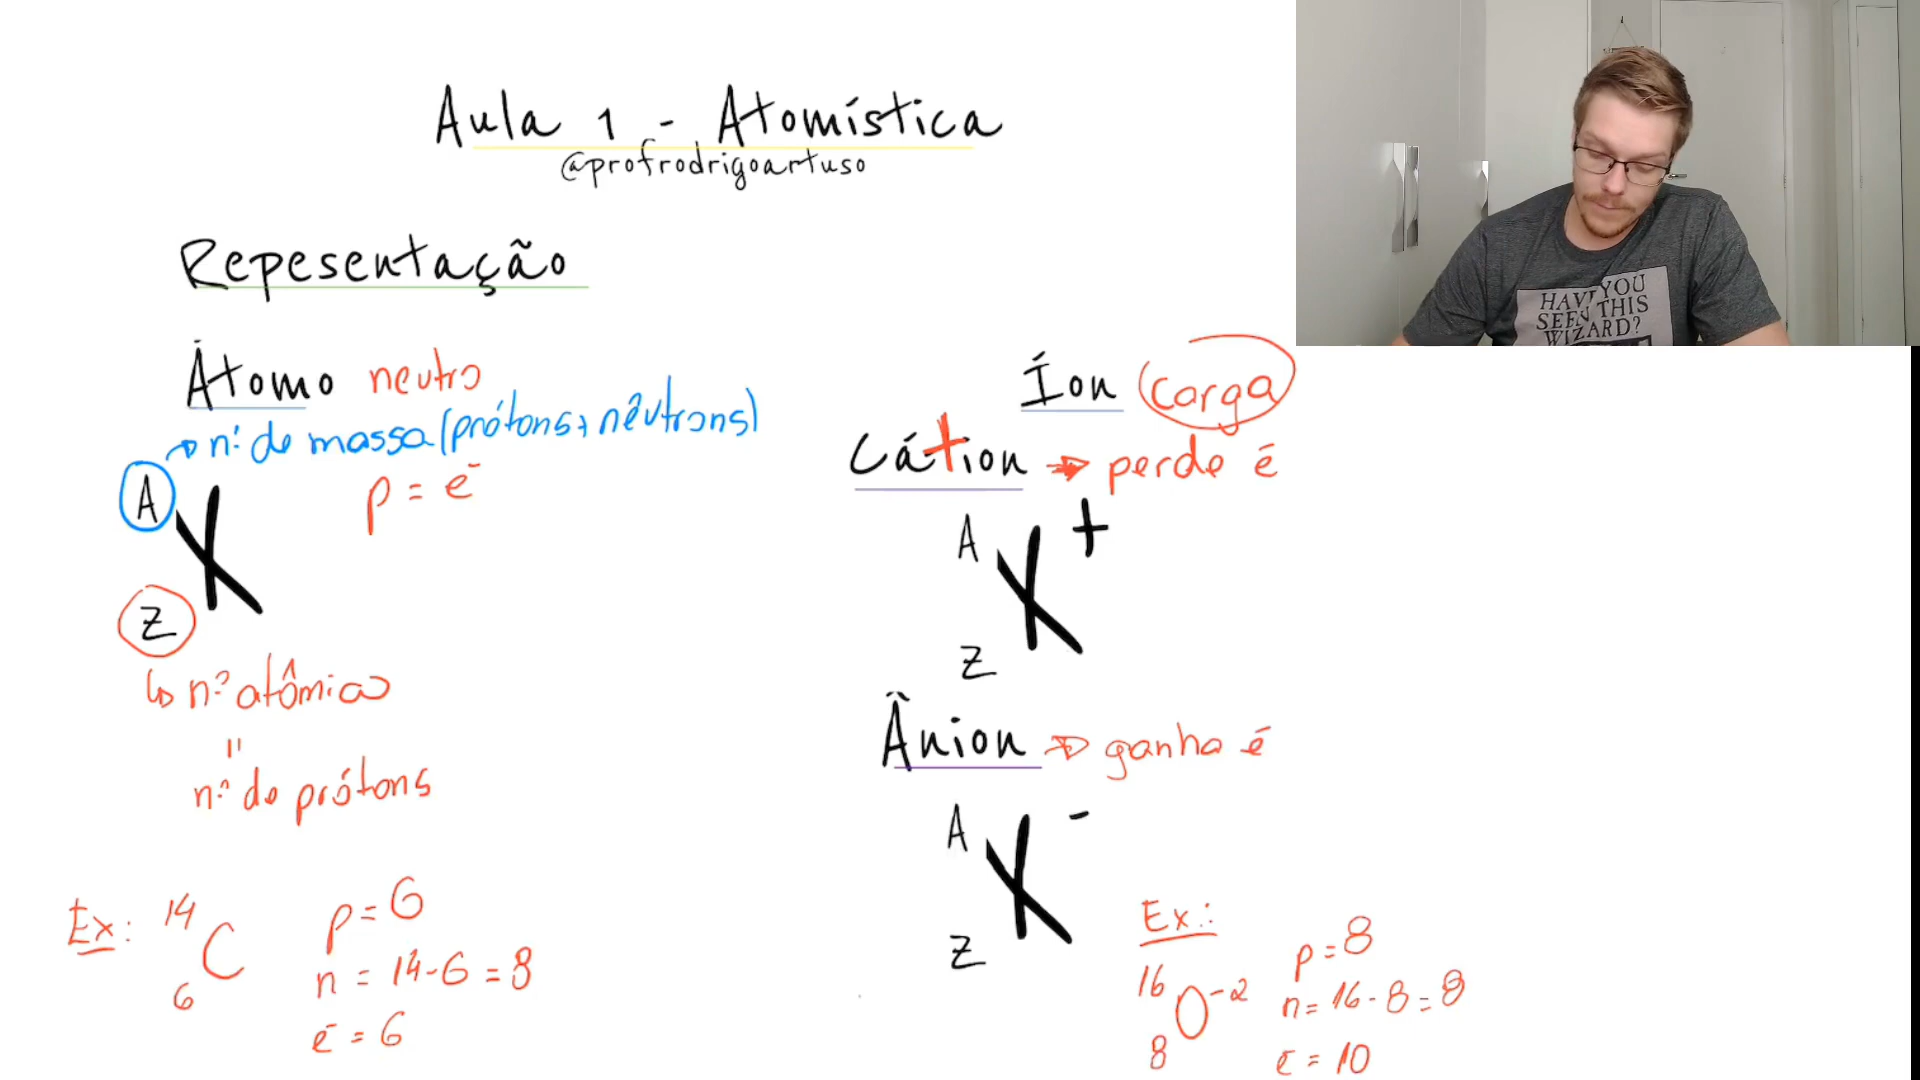 Aula 1 - Atomística
@profrodrigoartuso
Repesentação
Átomo neutro
nº de massa (prótons + nêutrons)
A
X
p = e-
Z
nº atômico
=
nº de prótons
Ex: 14 C 6
p = 6
n = 14 - 6 = 8
e- = 6
Íon carga
Cátion → perde e-
A
X +
Z
Ânion → ganha e-
A
X -
Z
Ex:
16 O -2 8
p = 8
n = 16 - 8 = 8
e- = 10
HAVE YOU
SEEN THIS
WIZARD?